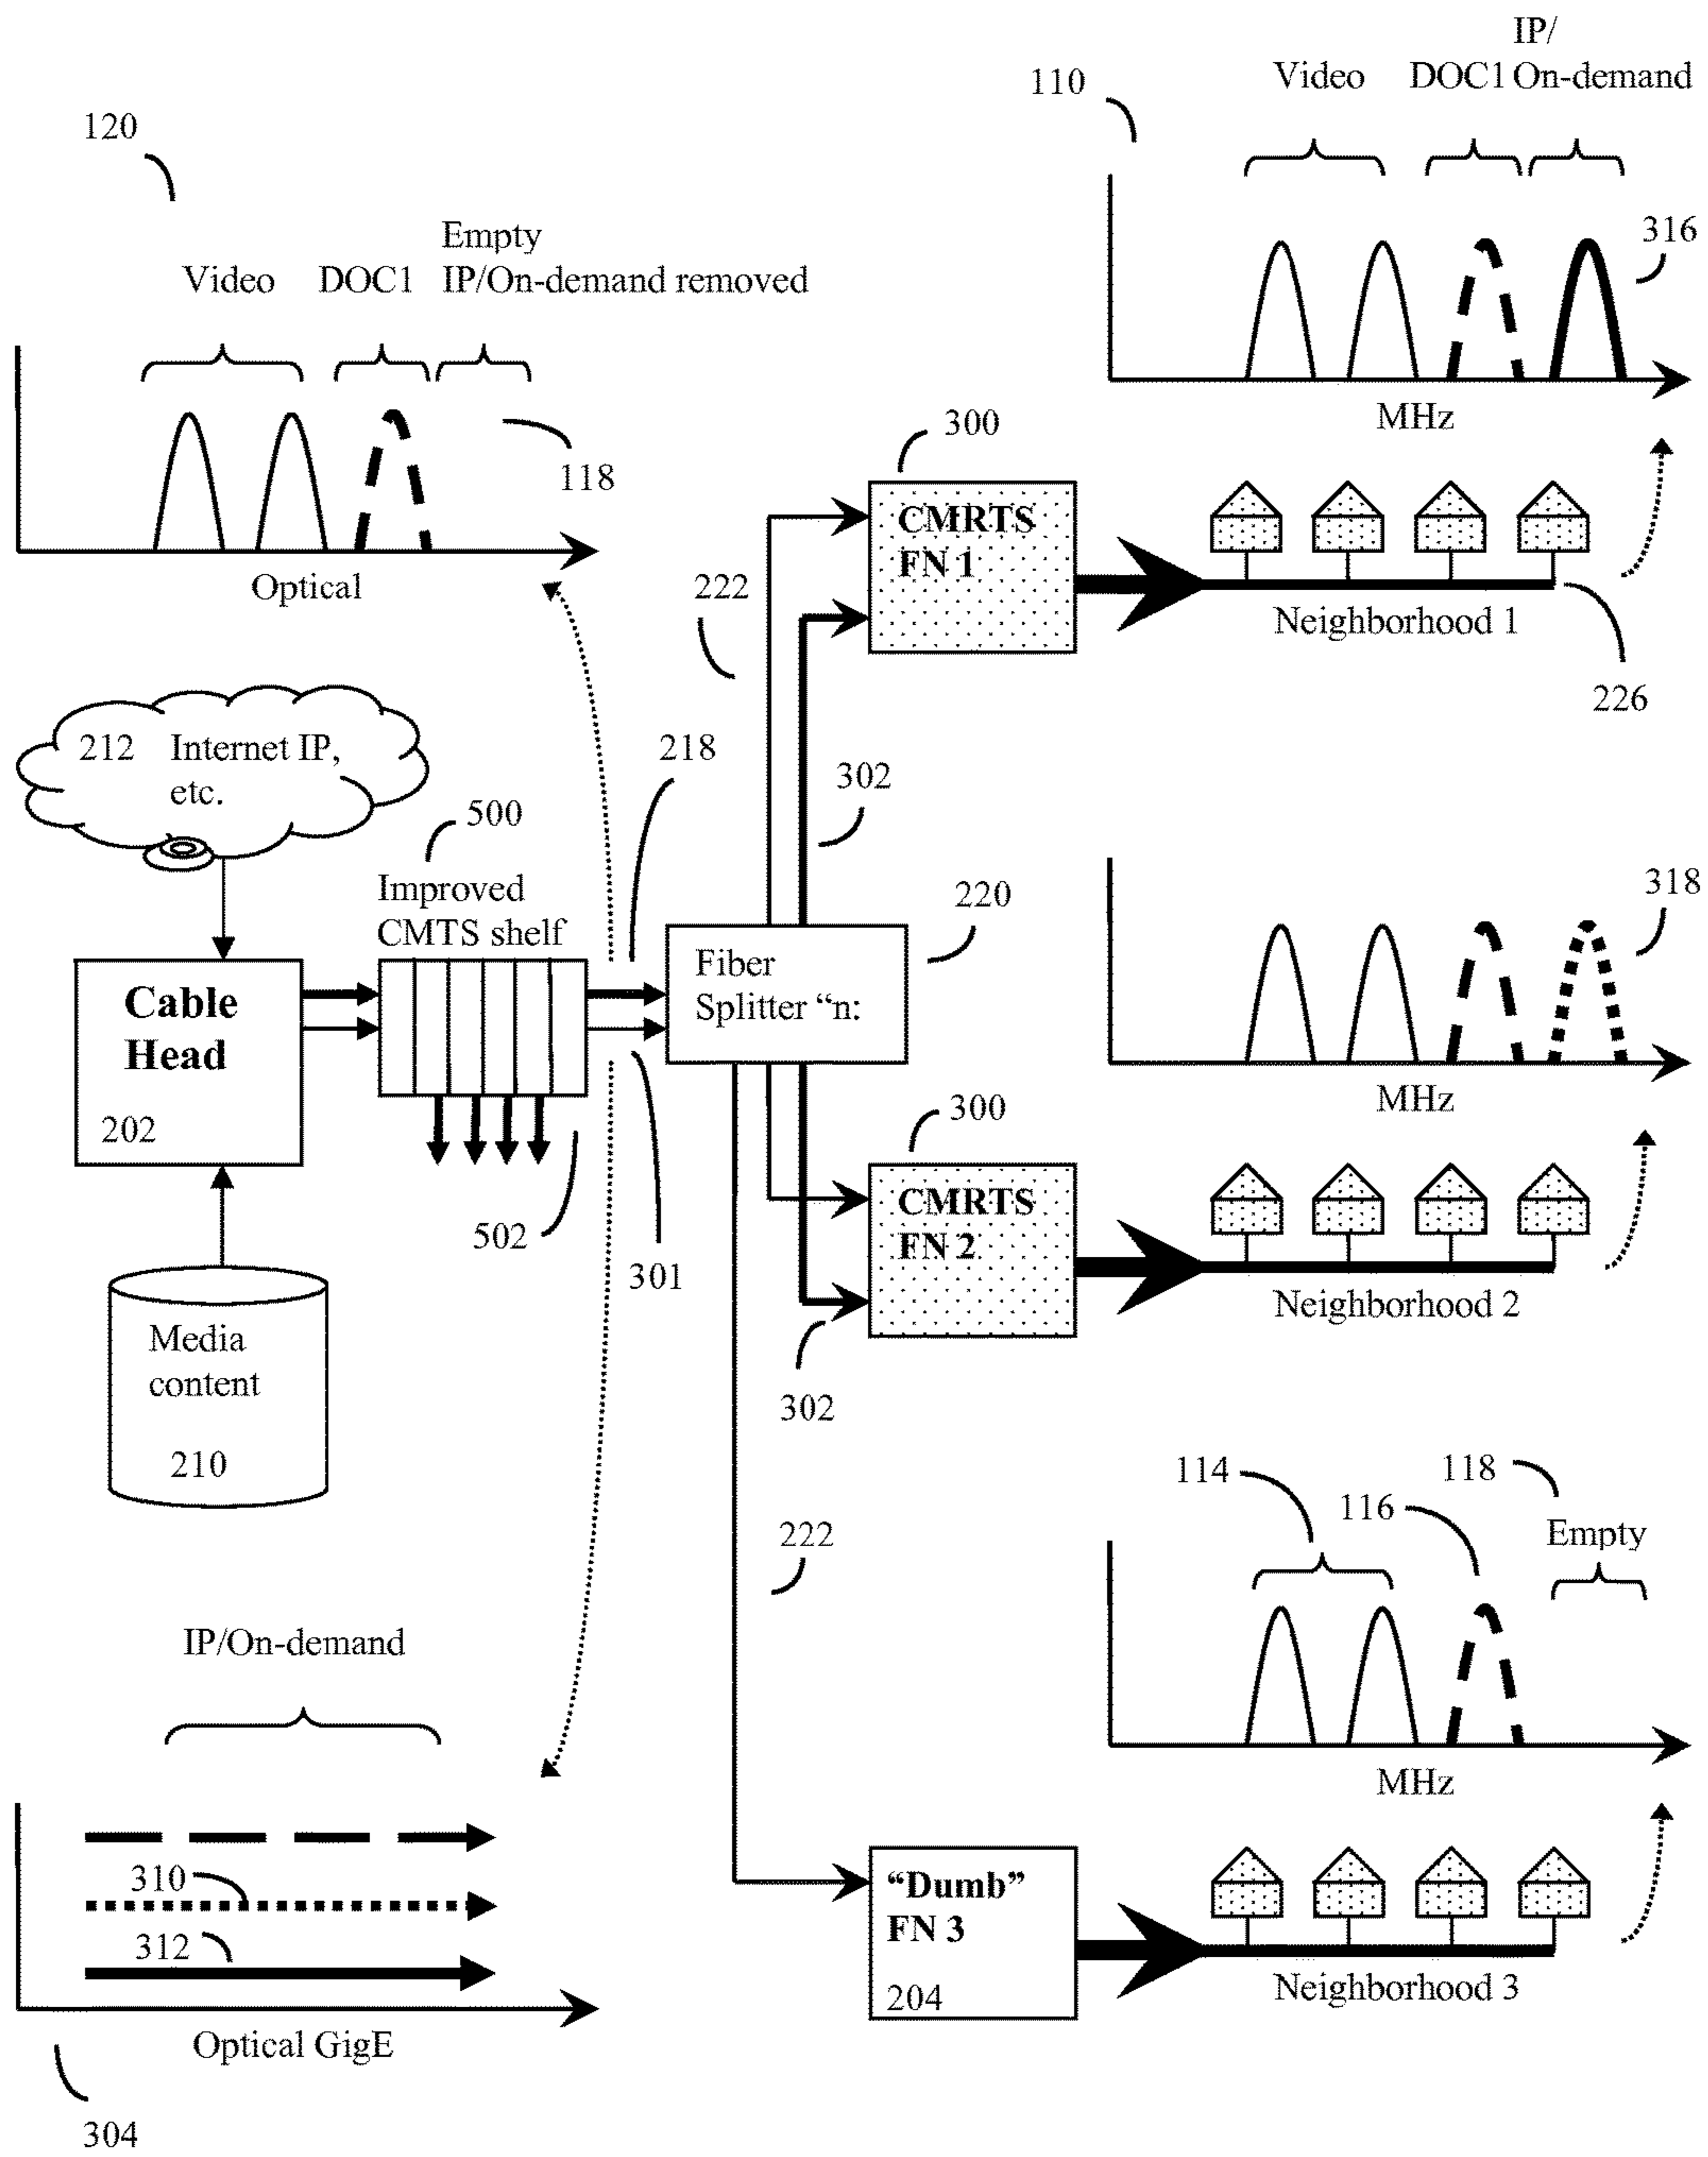 IP/
Video DOC1 On-demand
110
120
316
Empty
Video DOC1 IP/On-demand removed
MHz
300
118
CMRTS
FN 1
Optical
222
Neighborhood 1
226
212 Internet IP,
etc.
218
302
500
318
Improved
CMTS shelf
220
Fiber
Splitter “n:
Cable
Head
202
MHz
300
CMRTS
FN 2
502
301
Neighborhood 2
Media
content
210
302
114
118
116
Empty
222
IP/On-demand
MHz
310
312
“Dumb”
FN 3
204
Neighborhood 3
Optical GigE
304